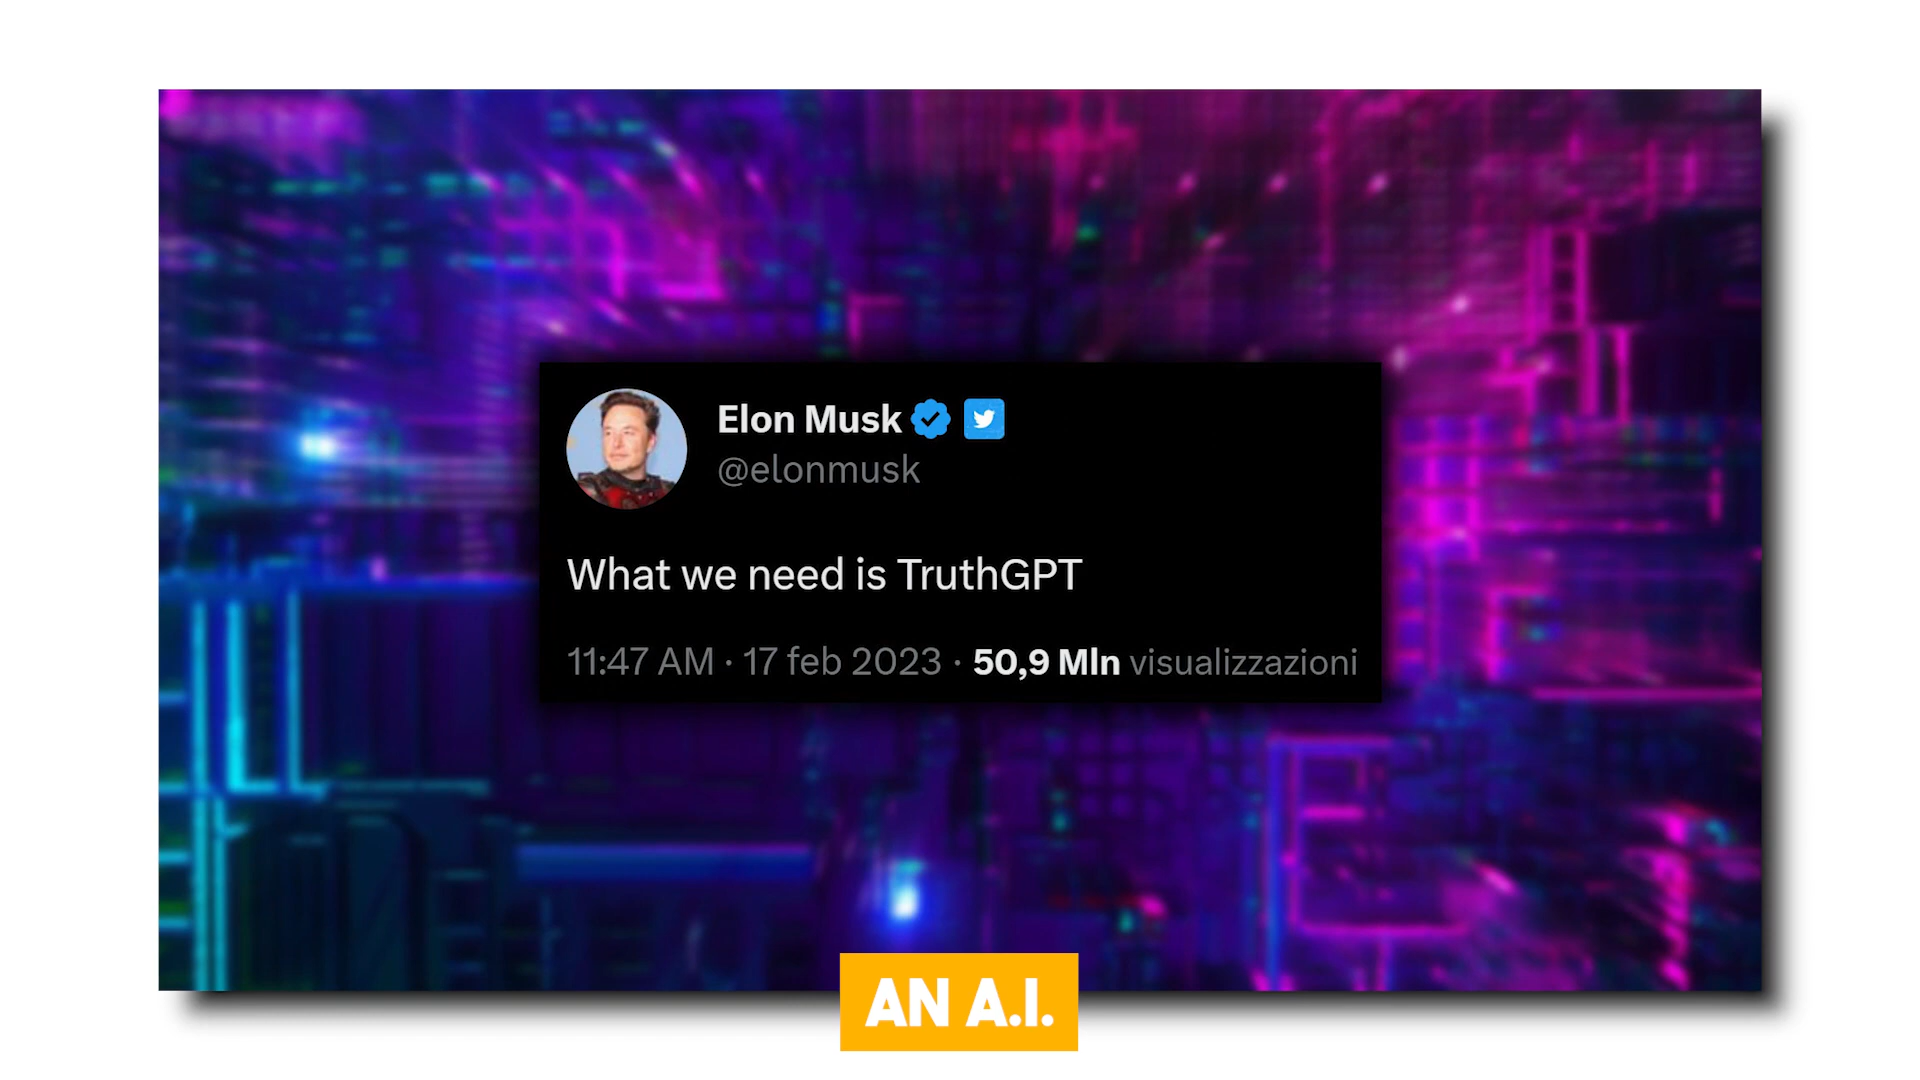 Elon Musk
@elonmusk
What we need is TruthGPT
11:47 AM · 17 feb 2023 · 50,9 Mln visualizzazioni
AN A.I.